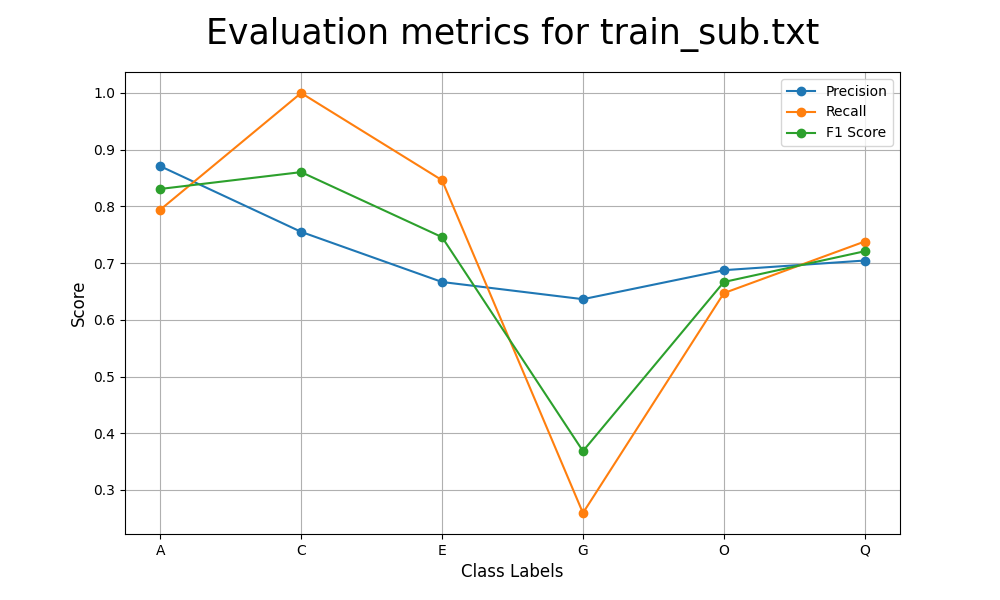 Evaluation metrics for train_sub.txt
Precision
Recall
F1 Score
1.0
0.9
0.8
0.7
0.6
0.5
0.4
0.3
Score
A C E G O Q
Class Labels